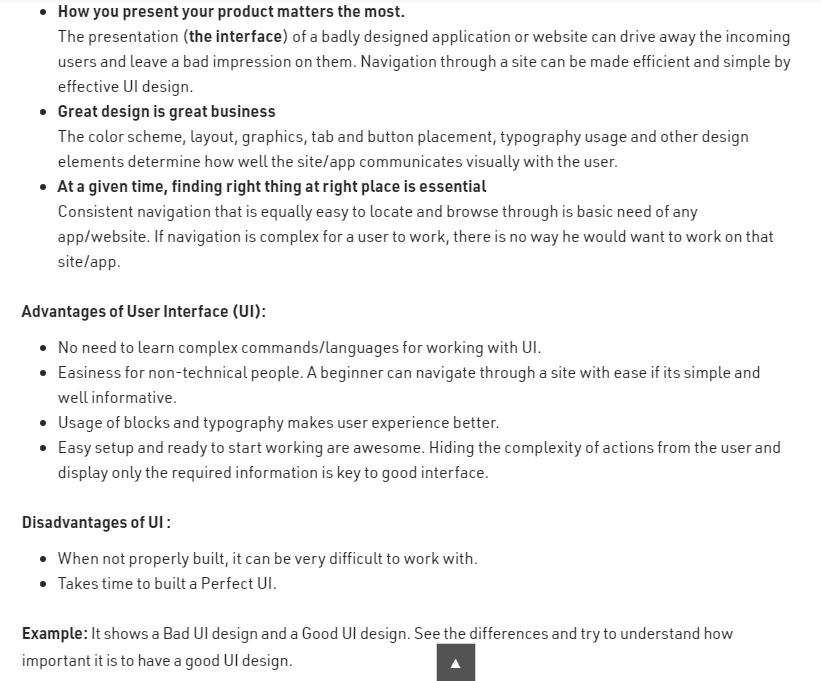 How you present your product matters the most.
The presentation (the interface) of a badly designed application or website can drive away the incoming
users and leave a bad impression on them. Navigation through a site can be made efficient and simple by
effective UI design.
Great design is great business
The color scheme, layout, graphics, tab and button placement, typography usage and other design
elements determine how well the site/app communicates visually with the user.
At a given time, finding right thing at right place is essential
Consistent navigation that is equally easy to locate and browse through is basic need of any
app/website. If navigation is complex for a user to work, there is no way he would want to work on that
site/app.
Advantages of User Interface (UI):
No need to learn complex commands/languages for working with UI.
Easiness for non-technical people. A beginner can navigate through a site with ease if its simple and
well informative.
Usage of blocks and typography makes user experience better.
Easy setup and ready to start working are awesome. Hiding the complexity of actions from the user and
display only the required information is key to good interface.
Disadvantages of UI :
When not properly built, it can be very difficult to work with.
Takes time to built a Perfect UI.
Example: It shows a Bad UI design and a Good UI design. See the differences and try to understand how
important it is to have a good UI design.